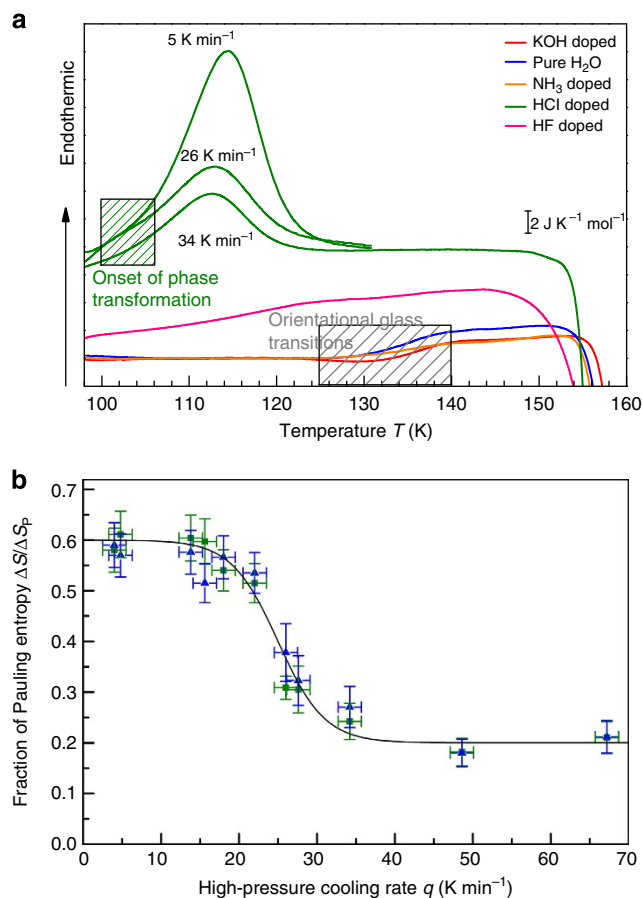 a
5 K min⁻¹
26 K min⁻¹
34 K min⁻¹
KOH doped
Pure H₂O
NH₃ doped
HCl doped
HF doped
2 J K⁻¹ mol⁻¹
Endothermic
Onset of phase
transformation
Orientational glass
transitions
100 110 120 130 140 150 160
Temperature T (K)
b
0.7
0.6
0.5
0.4
0.3
0.2
0.1
0.0
Fraction of Pauling entropy ΔS/ΔSₚ
0 10 20 30 40 50 60 70
High-pressure cooling rate q (K min⁻¹)